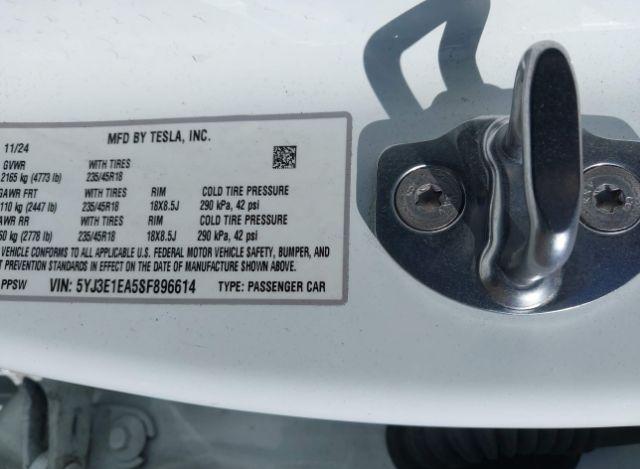 MFD BY TESLA, INC.
11/24
GVWR WITH TIRES
2165 kg (4773 lb) 235/45R18
GAWR FRT WITH TIRES RIM COLD TIRE PRESSURE
110 kg (2447 lb) 235/45R18 18X8.5J 290 kPa, 42 psi
AWR RR WITH TIRES RIM COLD TIRE PRESSURE
60 kg (2778 lb) 235/45R18 18X8.5J 290 kPa, 42 psi
VEHICLE CONFORMS TO ALL APPLICABLE U.S. FEDERAL MOTOR VEHICLE SAFETY, BUMPER, AND
T PREVENTION STANDARDS IN EFFECT ON THE DATE OF MANUFACTURE SHOWN ABOVE.
PPSW VIN: 5YJ3E1EA5SF896614 TYPE: PASSENGER CAR